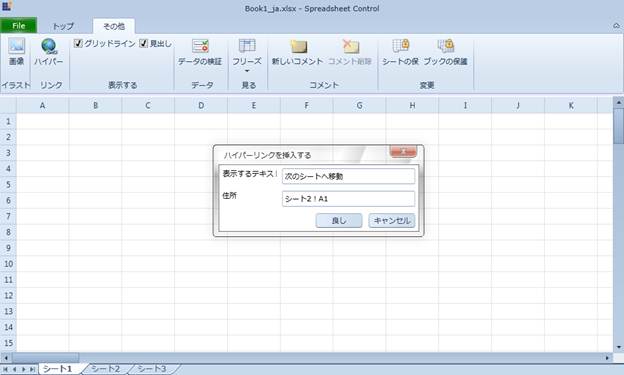 Book1_ja.xlsx - Spreadsheet Control
File トップ その他
画像 ハイパー グリッドライン 見出し データの検証 フリーズ 新しいコメント コメント削除 シートの保 ブックの保護
イラスト リンク 表示する データ 見る コメント 変更
A B C D E F G H I J K
1
2
3
4
5
6
7
8
9
10
11
12
13
14
15
ハイパーリンクを挿入する
表示するテキスト 次のシートへ移動
住所 シート2！A1
良し キャンセル
シート1 シート2 シート3